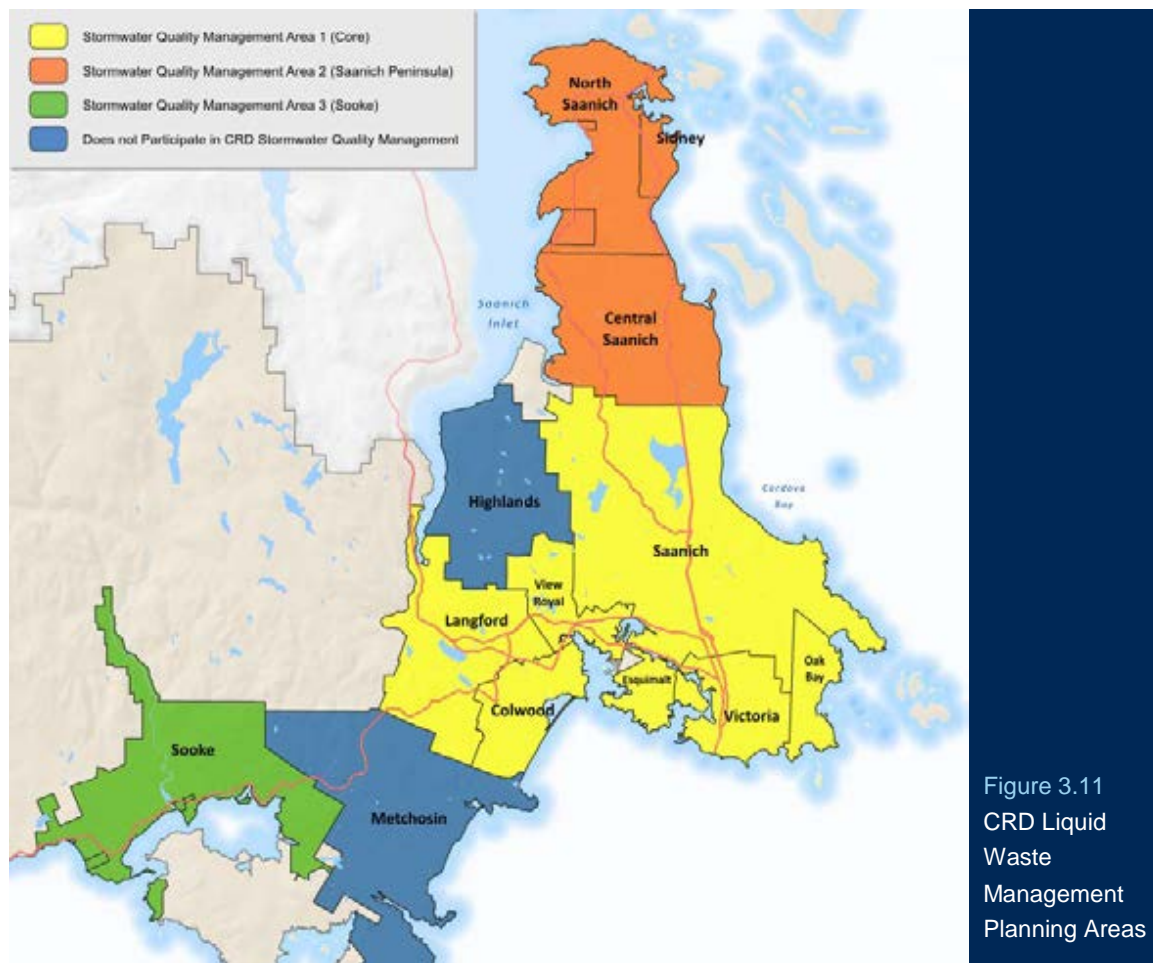 Stormwater Quality Management Area 1 (Core)
Stormwater Quality Management Area 2 (Saanich Peninsula)
Stormwater Quality Management Area 3 (Sooke)
Does not Participate in CRD Stormwater Quality Management
North
Saanich
Sidney
Saanich
Inlet
Central
Saanich
Highlands
Cordova
Bay
Saanich
View
Royal
Langford
Oak
Bay
Esquimalt
Colwood
Victoria
Sooke
Metchosin
Figure 3.11
CRD Liquid
Waste
Management
Planning Areas